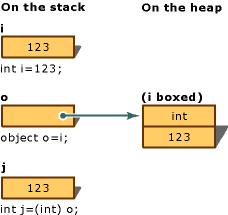 On the stack
On the heap
i
123
int i=123;
o
(i boxed)
int
123
object o=i;
j
123
int j=(int) o;